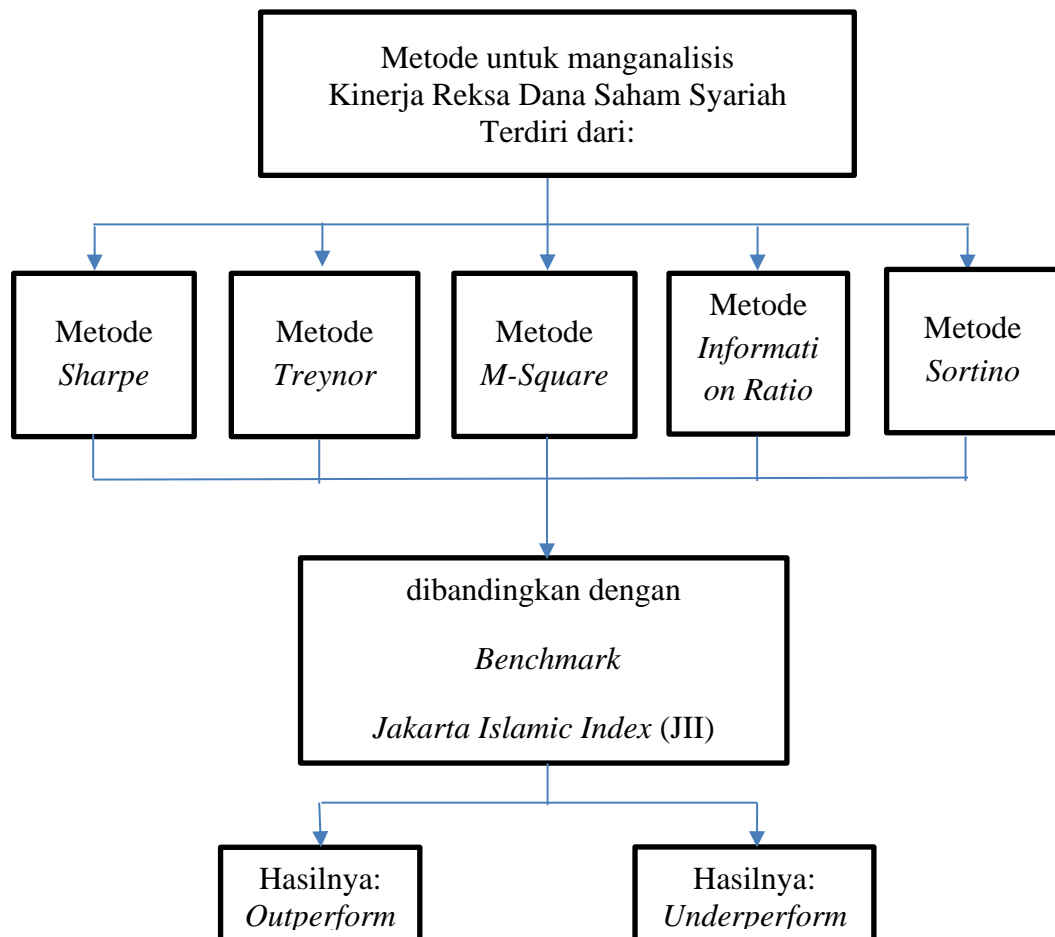 Metode untuk manganalisis
Kinerja Reksa Dana Saham Syariah
Terdiri dari:
Metode
Sharpe
Metode
Treynor
Metode
M-Square
Metode
Informati
on Ratio
Metode
Sortino
dibandingkan dengan
Benchmark
Jakarta Islamic Index (JII)
Hasilnya:
Outperform
Hasilnya:
Underperform